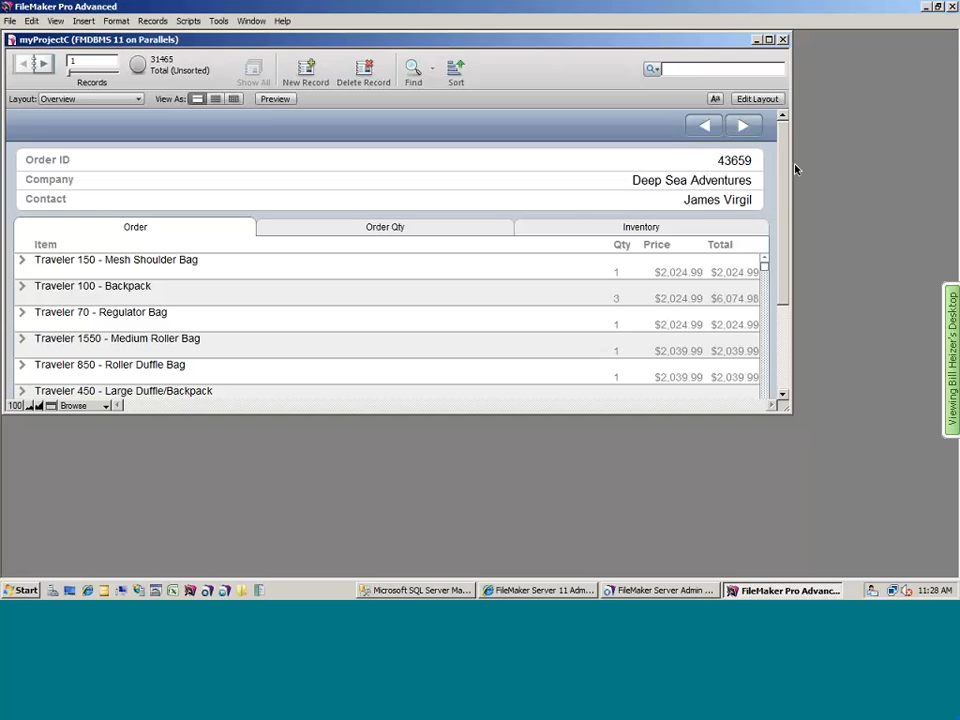 FileMaker Pro Advanced
File Edit View Insert Format Records Scripts Tools Window Help
myProjectC (FMDBMS 11 on Parallels)
1
31465
Total (Unsorted)
Records
Show All
New Record
Delete Record
Find
Sort
Layout: Overview
View As:
Preview
Aa
Edit Layout
Order ID 43659
Company Deep Sea Adventures
Contact James Virgil
Order Order Qty Inventory
Item Qty Price Total
Traveler 150 - Mesh Shoulder Bag
1 $2,024.99 $2,024.99
Traveler 100 - Backpack
3 $2,024.99 $6,074.98
Traveler 70 - Regulator Bag
1 $2,024.99 $2,024.99
Traveler 1550 - Medium Roller Bag
1 $2,039.99 $2,039.99
Traveler 850 - Roller Duffle Bag
1 $2,039.99 $2,039.99
Traveler 450 - Large Duffle/Backpack
100 Browse
Viewing Bill Heizer's Desktop
Start Microsoft SQL Server Ma... FileMaker Server 11 Adm... FileMaker Server Admin ... FileMaker Pro Advanc... 11:28 AM